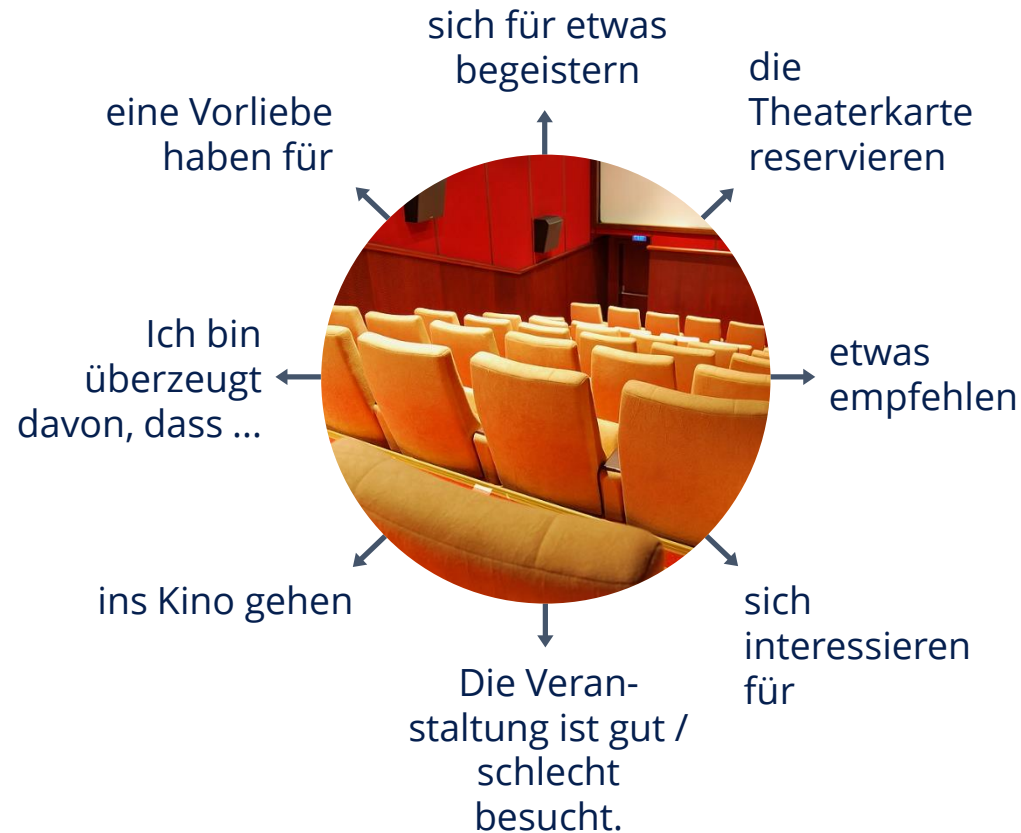 sich für etwas
begeistern
die
Theaterkarte
reservieren
etwas
empfehlen
sich
interessieren
für
Die Veran-
staltung ist gut /
schlecht
besucht.
ins Kino gehen
Ich bin
überzeugt
davon, dass ...
eine Vorliebe
haben für